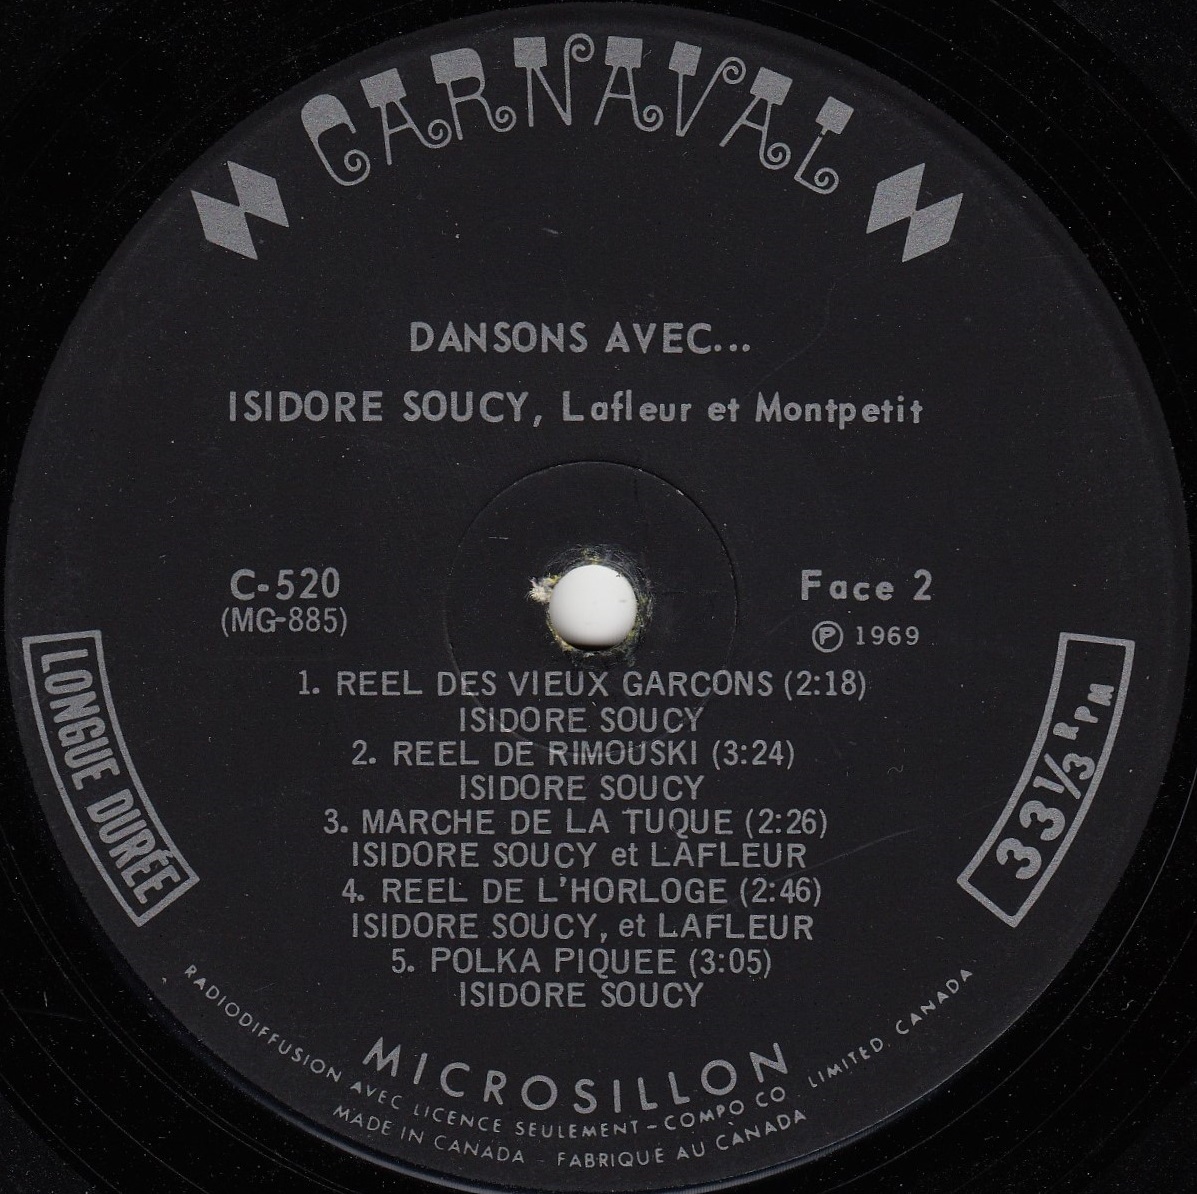 CARNAVAL
DANSONS AVEC...
ISIDORE SOUCY, Lafleur et Montpetit
C-520
(MG-885)
Face 2
Ⓟ 1969
1. REEL DES VIEUX GARCONS (2:18)
ISIDORE SOUCY
2. REEL DE RIMOUSKI (3:24)
ISIDORE SOUCY
3. MARCHE DE LA TUQUE (2:26)
ISIDORE SOUCY et LAFLEUR
4. REEL DE L'HORLOGE (2:46)
ISIDORE SOUCY, et LAFLEUR
5. POLKA PIQUEE (3:05)
ISIDORE SOUCY
LONGUE DURÉE
33 1/3 RPM
MICROSILLON
RADIODIFFUSION AVEC LICENCE SEULEMENT - COMPO CO. LIMITED. CANADA
MADE IN CANADA - FABRIQUE AU CANADA